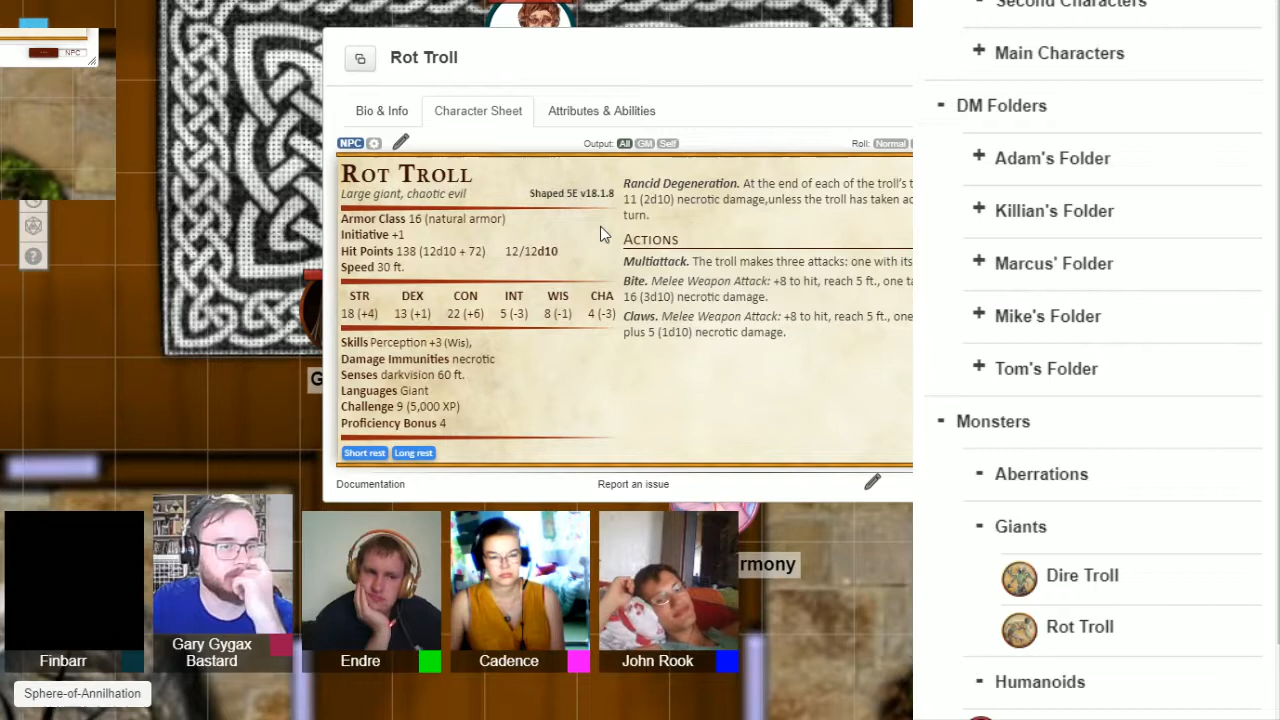 NPC
Rot Troll
Bio & Info
Character Sheet
Attributes & Abilities
NPC
Output: All GM Self
Roll: Normal
Rot Troll
Large giant, chaotic evil
Shaped 5E v18.1.8
Armor Class 16 (natural armor)
Initiative +1
Hit Points 138 (12d10 + 72) 12/12d10
Speed 30 ft.
STR DEX CON INT WIS CHA
18 (+4) 13 (+1) 22 (+6) 5 (-3) 8 (-1) 4 (-3)
Skills Perception +3 (Wis),
Damage Immunities necrotic
Senses darkvision 60 ft.
Languages Giant
Challenge 9 (5,000 XP)
Proficiency Bonus 4
Short rest Long rest
Rancid Degeneration. At the end of each of the troll's t
11 (2d10) necrotic damage,unless the troll has taken ac
turn.
Actions
Multiattack. The troll makes three attacks: one with its
Bite. Melee Weapon Attack: +8 to hit, reach 5 ft., one ta
16 (3d10) necrotic damage.
Claws. Melee Weapon Attack: +8 to hit, reach 5 ft., one
plus 5 (1d10) necrotic damage.
Documentation
Report an issue
G
rmony
Finbarr
Gary Gygax
Bastard
Endre
Cadence
John Rook
Sphere-of-Annilhation
Second Characters
Main Characters
DM Folders
Adam's Folder
Killian's Folder
Marcus' Folder
Mike's Folder
Tom's Folder
Monsters
Aberrations
Giants
Dire Troll
Rot Troll
Humanoids